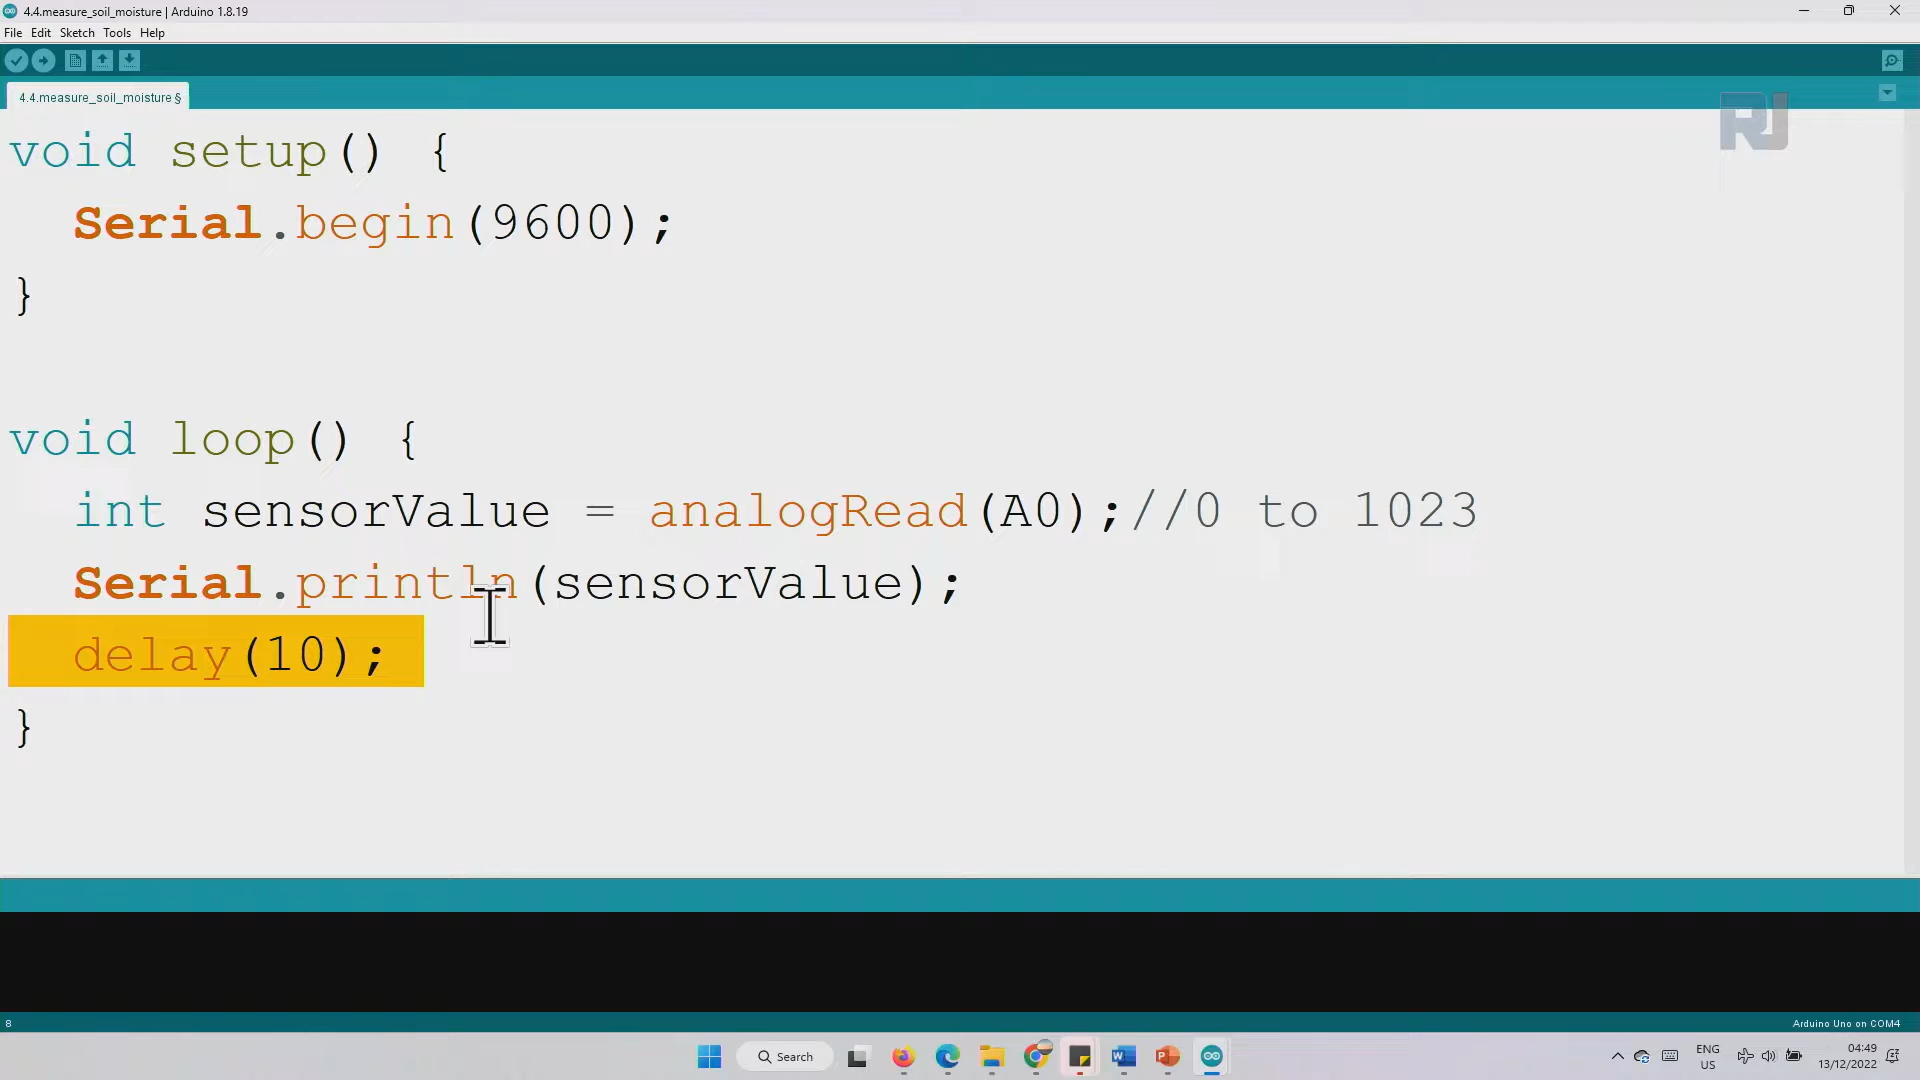 4.4.measure_soil_moisture | Arduino 1.8.19
File Edit Sketch Tools Help
4.4.measure_soil_moisture §
RJ
void setup() {
Serial.begin(9600);
}
void loop() {
int sensorValue = analogRead(A0);//0 to 1023
Serial.println(sensorValue);
delay(10);
}
8
Arduino Uno on COM4
Search
ENG
US
04:49
13/12/2022